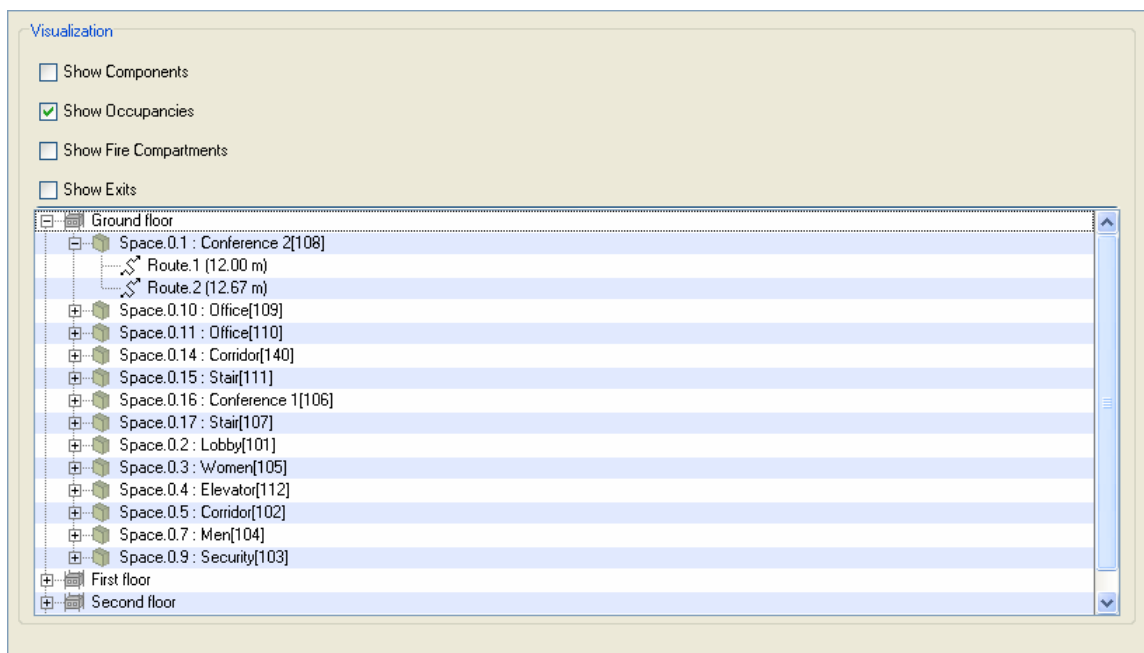 Visualization
Show Components
Show Occupancies
Show Fire Compartments
Show Exits
Ground floor
Space.0.1 : Conference 2[108]
Route.1 (12.00 m)
Route.2 (12.67 m)
Space.0.10 : Office[109]
Space.0.11 : Office[110]
Space.0.14 : Corridor[140]
Space.0.15 : Stair[111]
Space.0.16 : Conference 1[106]
Space.0.17 : Stair[107]
Space.0.2 : Lobby[101]
Space.0.3 : Women[105]
Space.0.4 : Elevator[112]
Space.0.5 : Corridor[102]
Space.0.7 : Men[104]
Space.0.9 : Security[103]
First floor
Second floor